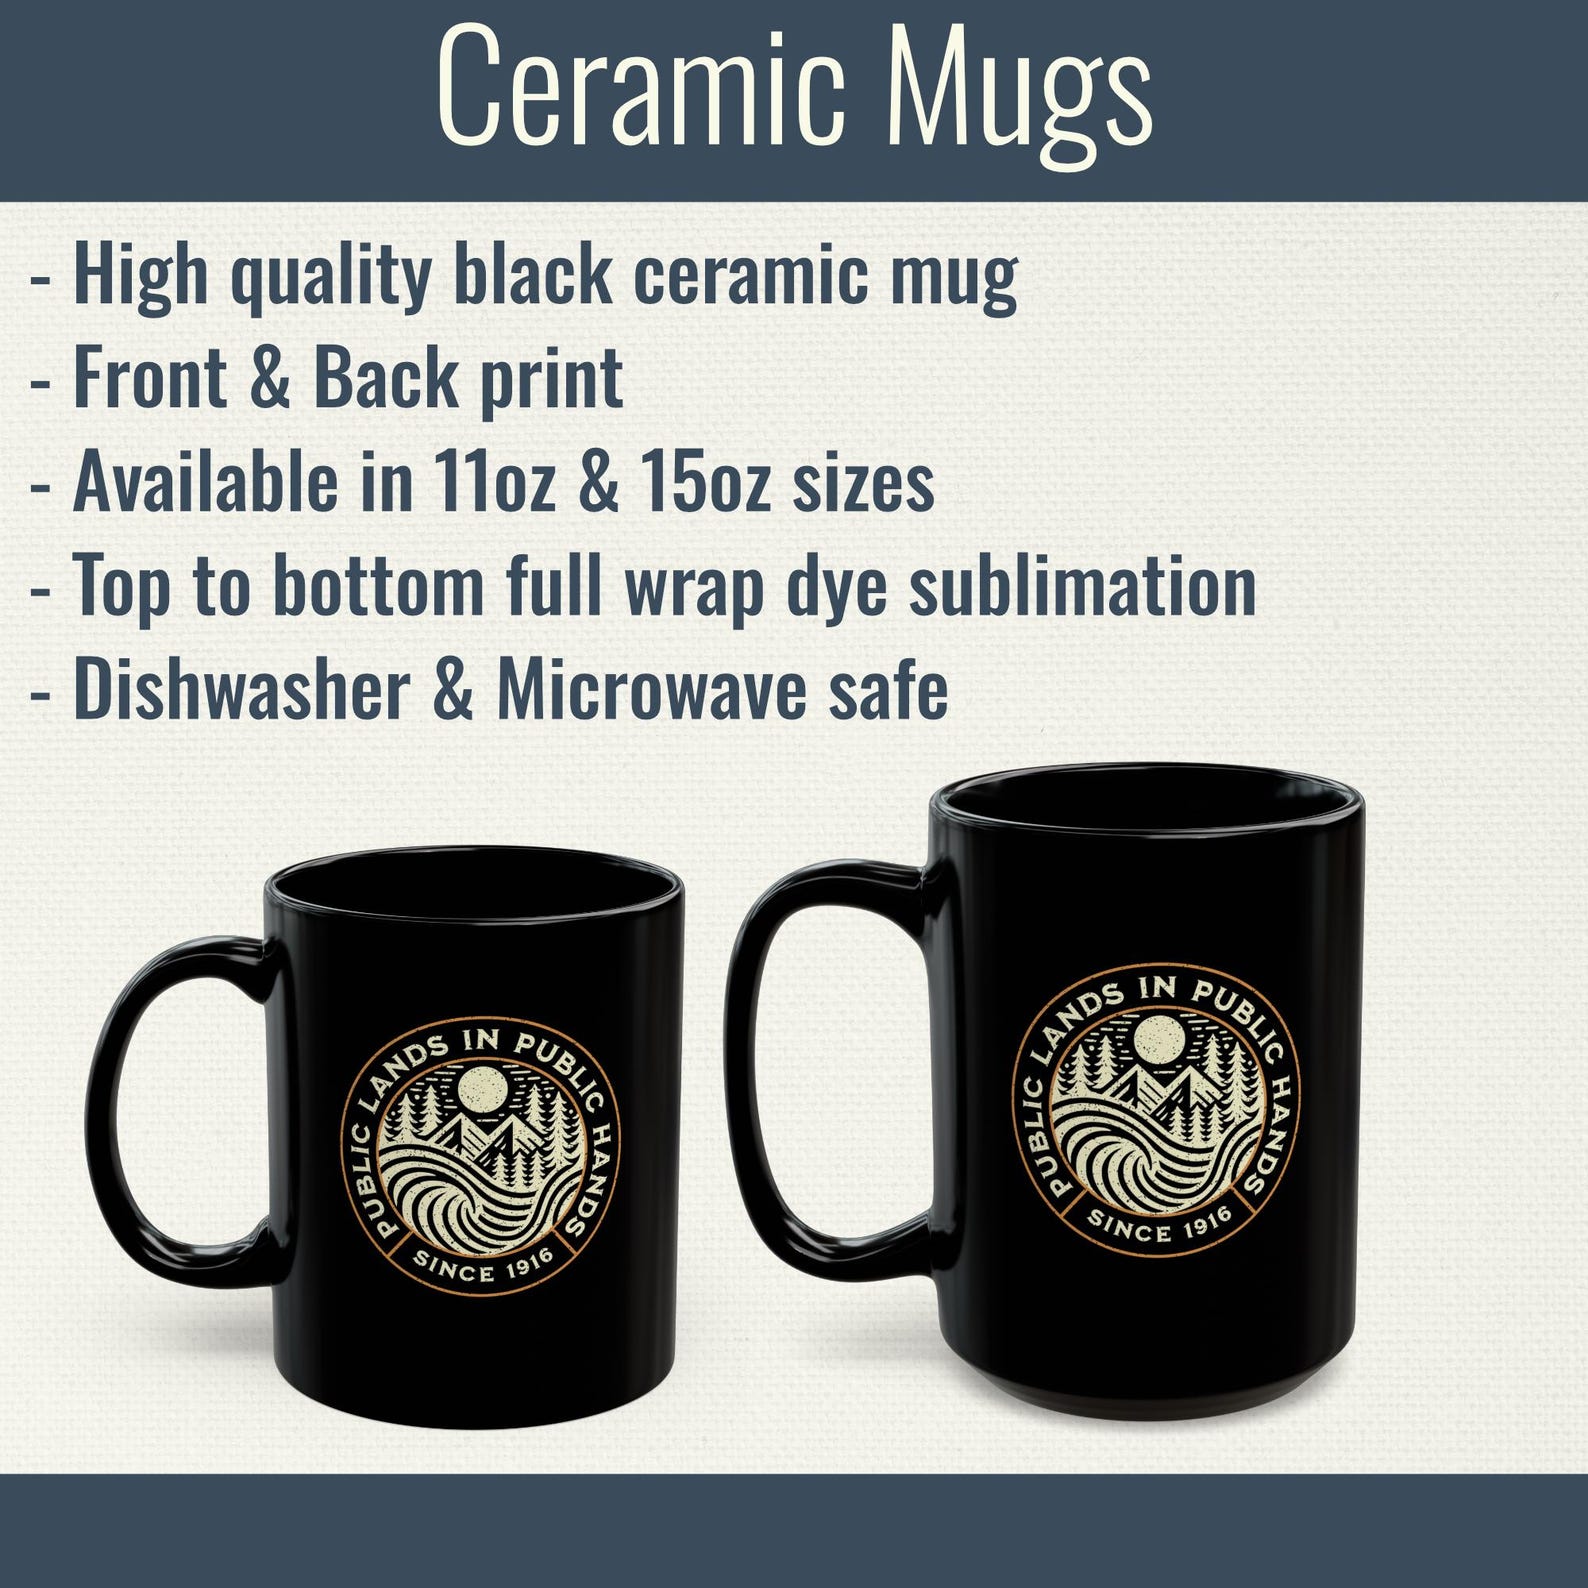 Ceramic Mugs
- High quality black ceramic mug
- Front & Back print
- Available in 11oz & 15oz sizes
- Top to bottom full wrap dye sublimation
- Dishwasher & Microwave safe
PUBLIC LANDS IN PUBLIC HANDS
SINCE 1916
PUBLIC LANDS IN PUBLIC HANDS
SINCE 1916